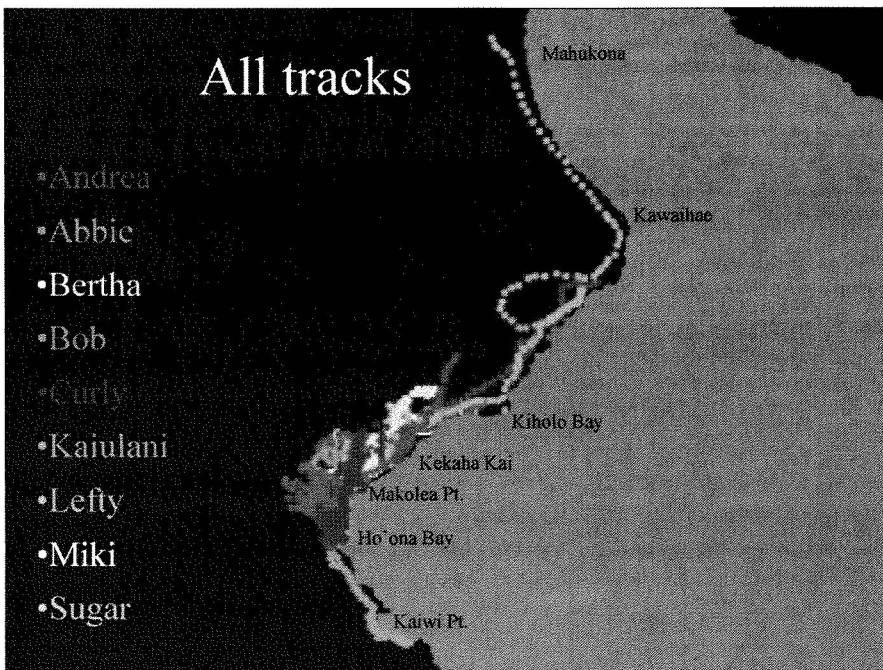 All tracks
•Andrea
•Abbie
•Bertha
•Bob
•Curly
•Kaiulani
•Lefty
•Miki
•Sugar
Mahukona
Kawaihae
Kiholo Bay
Kekaha Kai
Makolea Pt.
Ho`ona Bay
Kaiwi Pt.